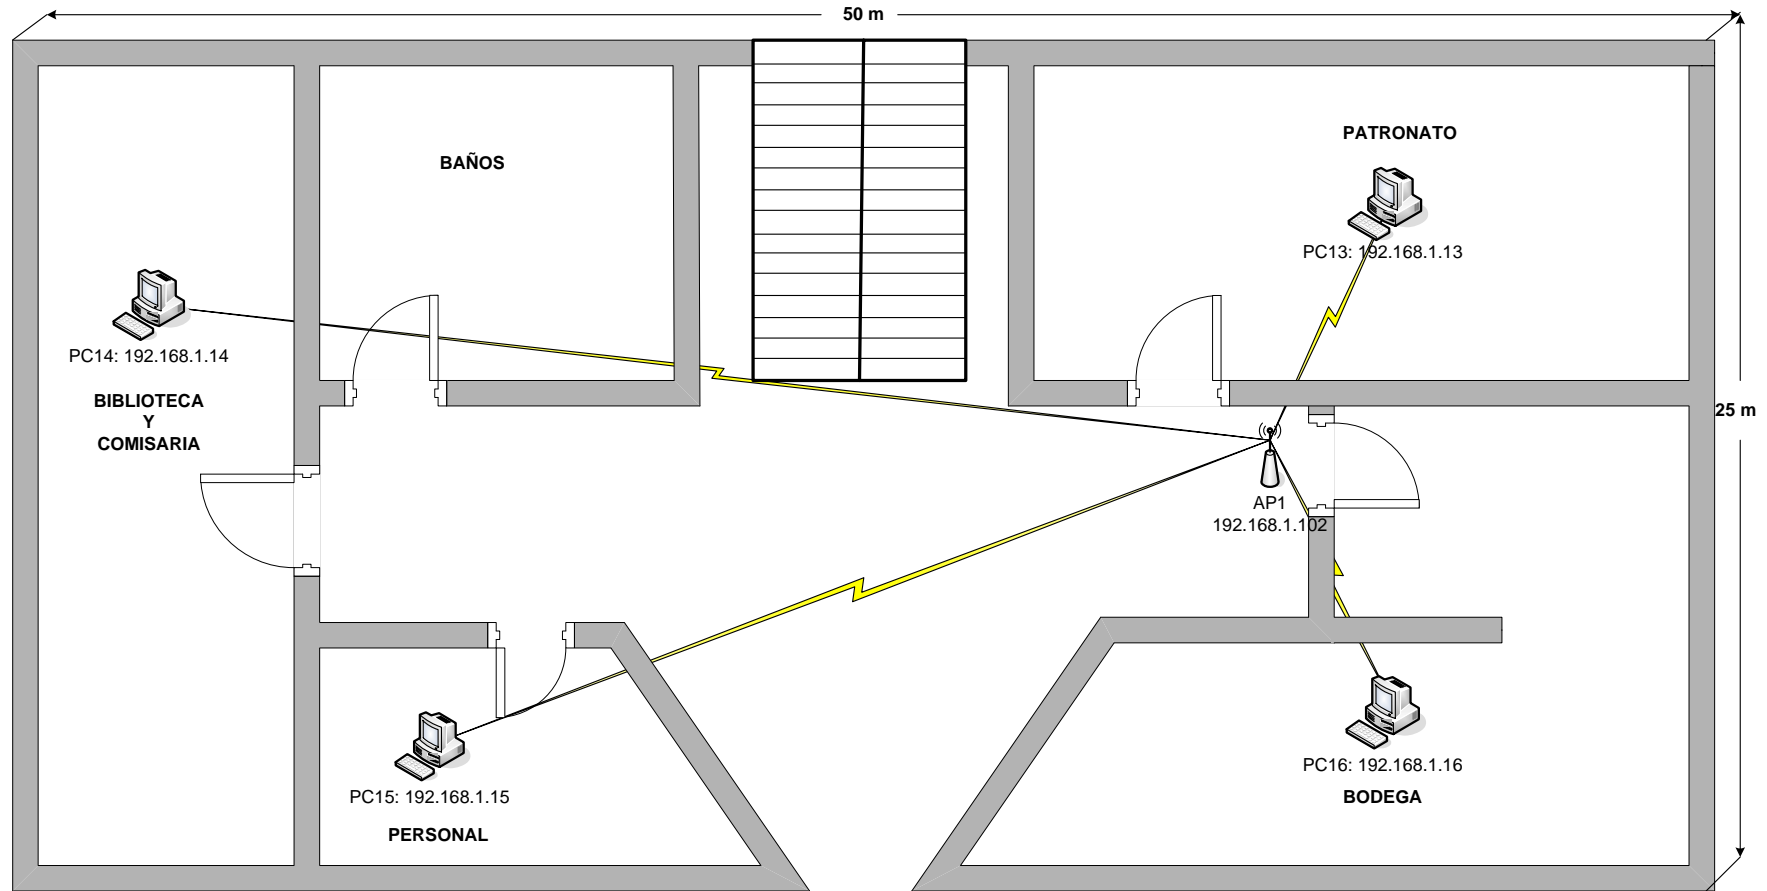 50 m
BAÑOS
PATRONATO
PC13: 192.168.1.13
PC14: 192.168.1.14
BIBLIOTECA
Y
COMISARIA
25 m
AP1
192.168.1.102
PC15: 192.168.1.15
PERSONAL
PC16: 192.168.1.16
BODEGA